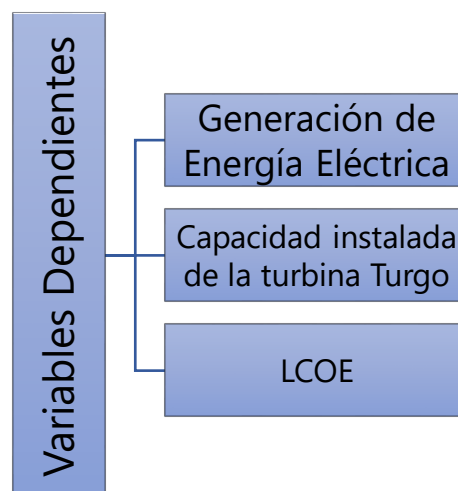 Variables Dependientes
Generación de
Energía Eléctrica
Capacidad instalada
de la turbina Turgo
LCOE